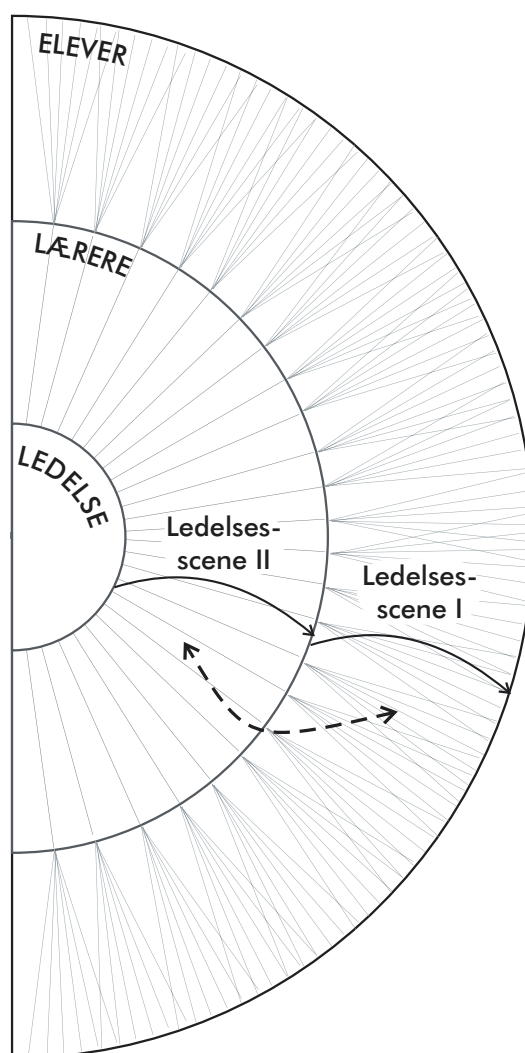 ELEVER
LÆRERE
LEDELSE
Ledelses-
scene II
Ledelses-
scene I